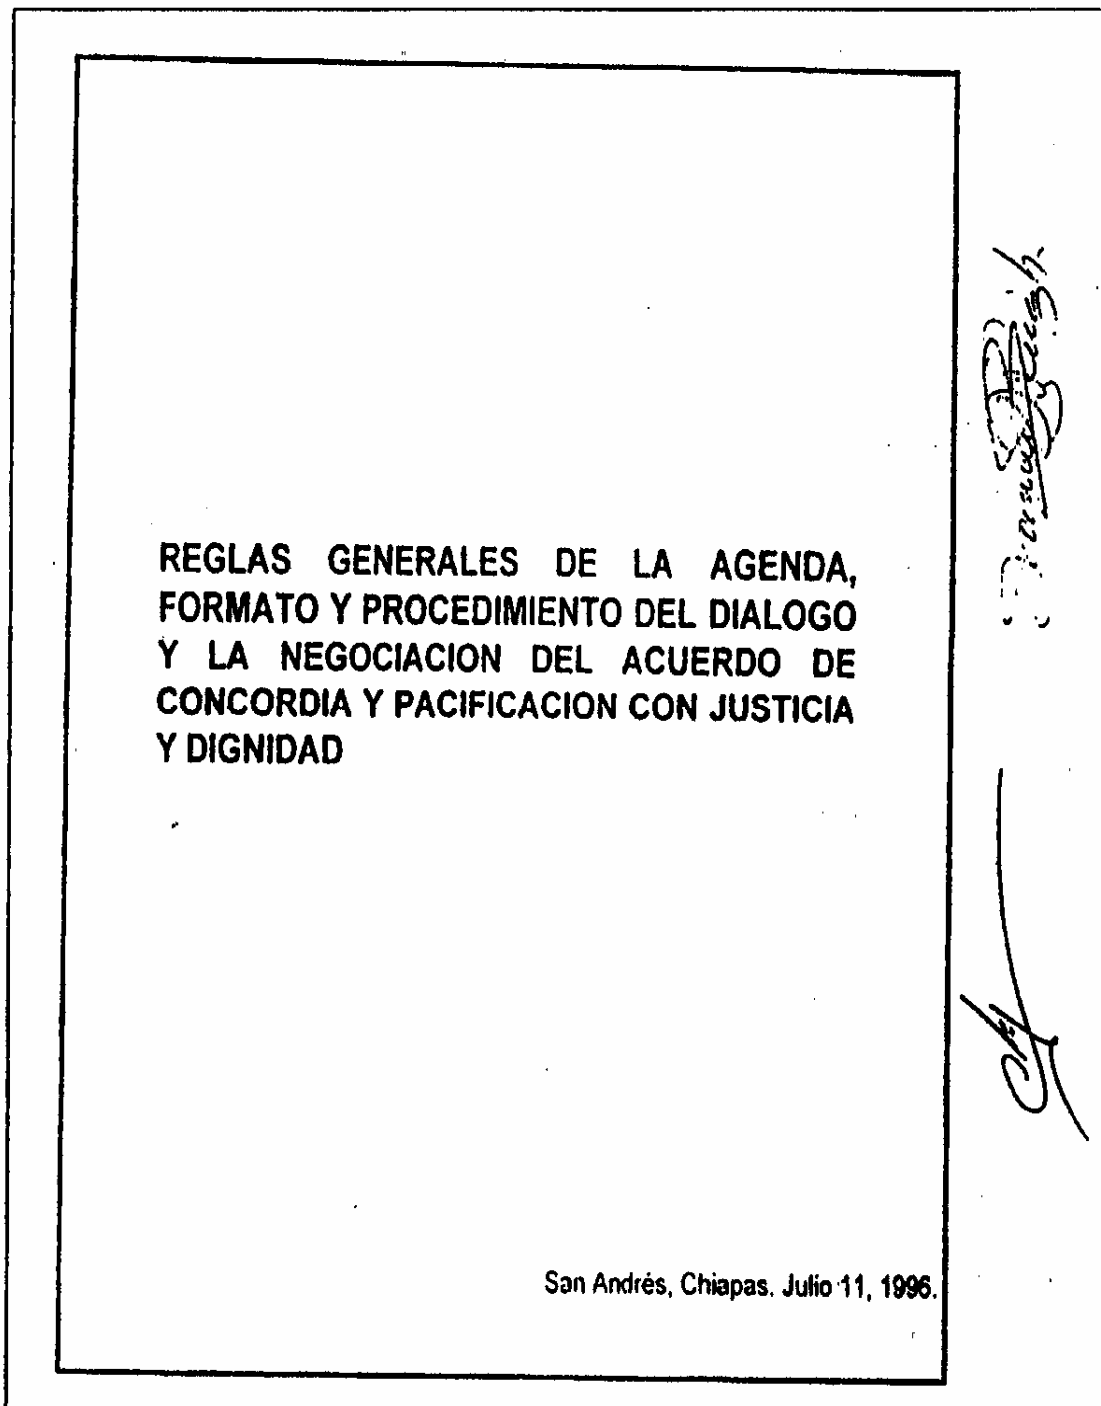 REGLAS GENERALES DE LA AGENDA,
FORMATO Y PROCEDIMIENTO DEL DIALOGO
Y LA NEGOCIACION DEL ACUERDO DE
CONCORDIA Y PACIFICACION CON JUSTICIA
Y DIGNIDAD
San Andrés, Chiapas. Julio 11, 1996.